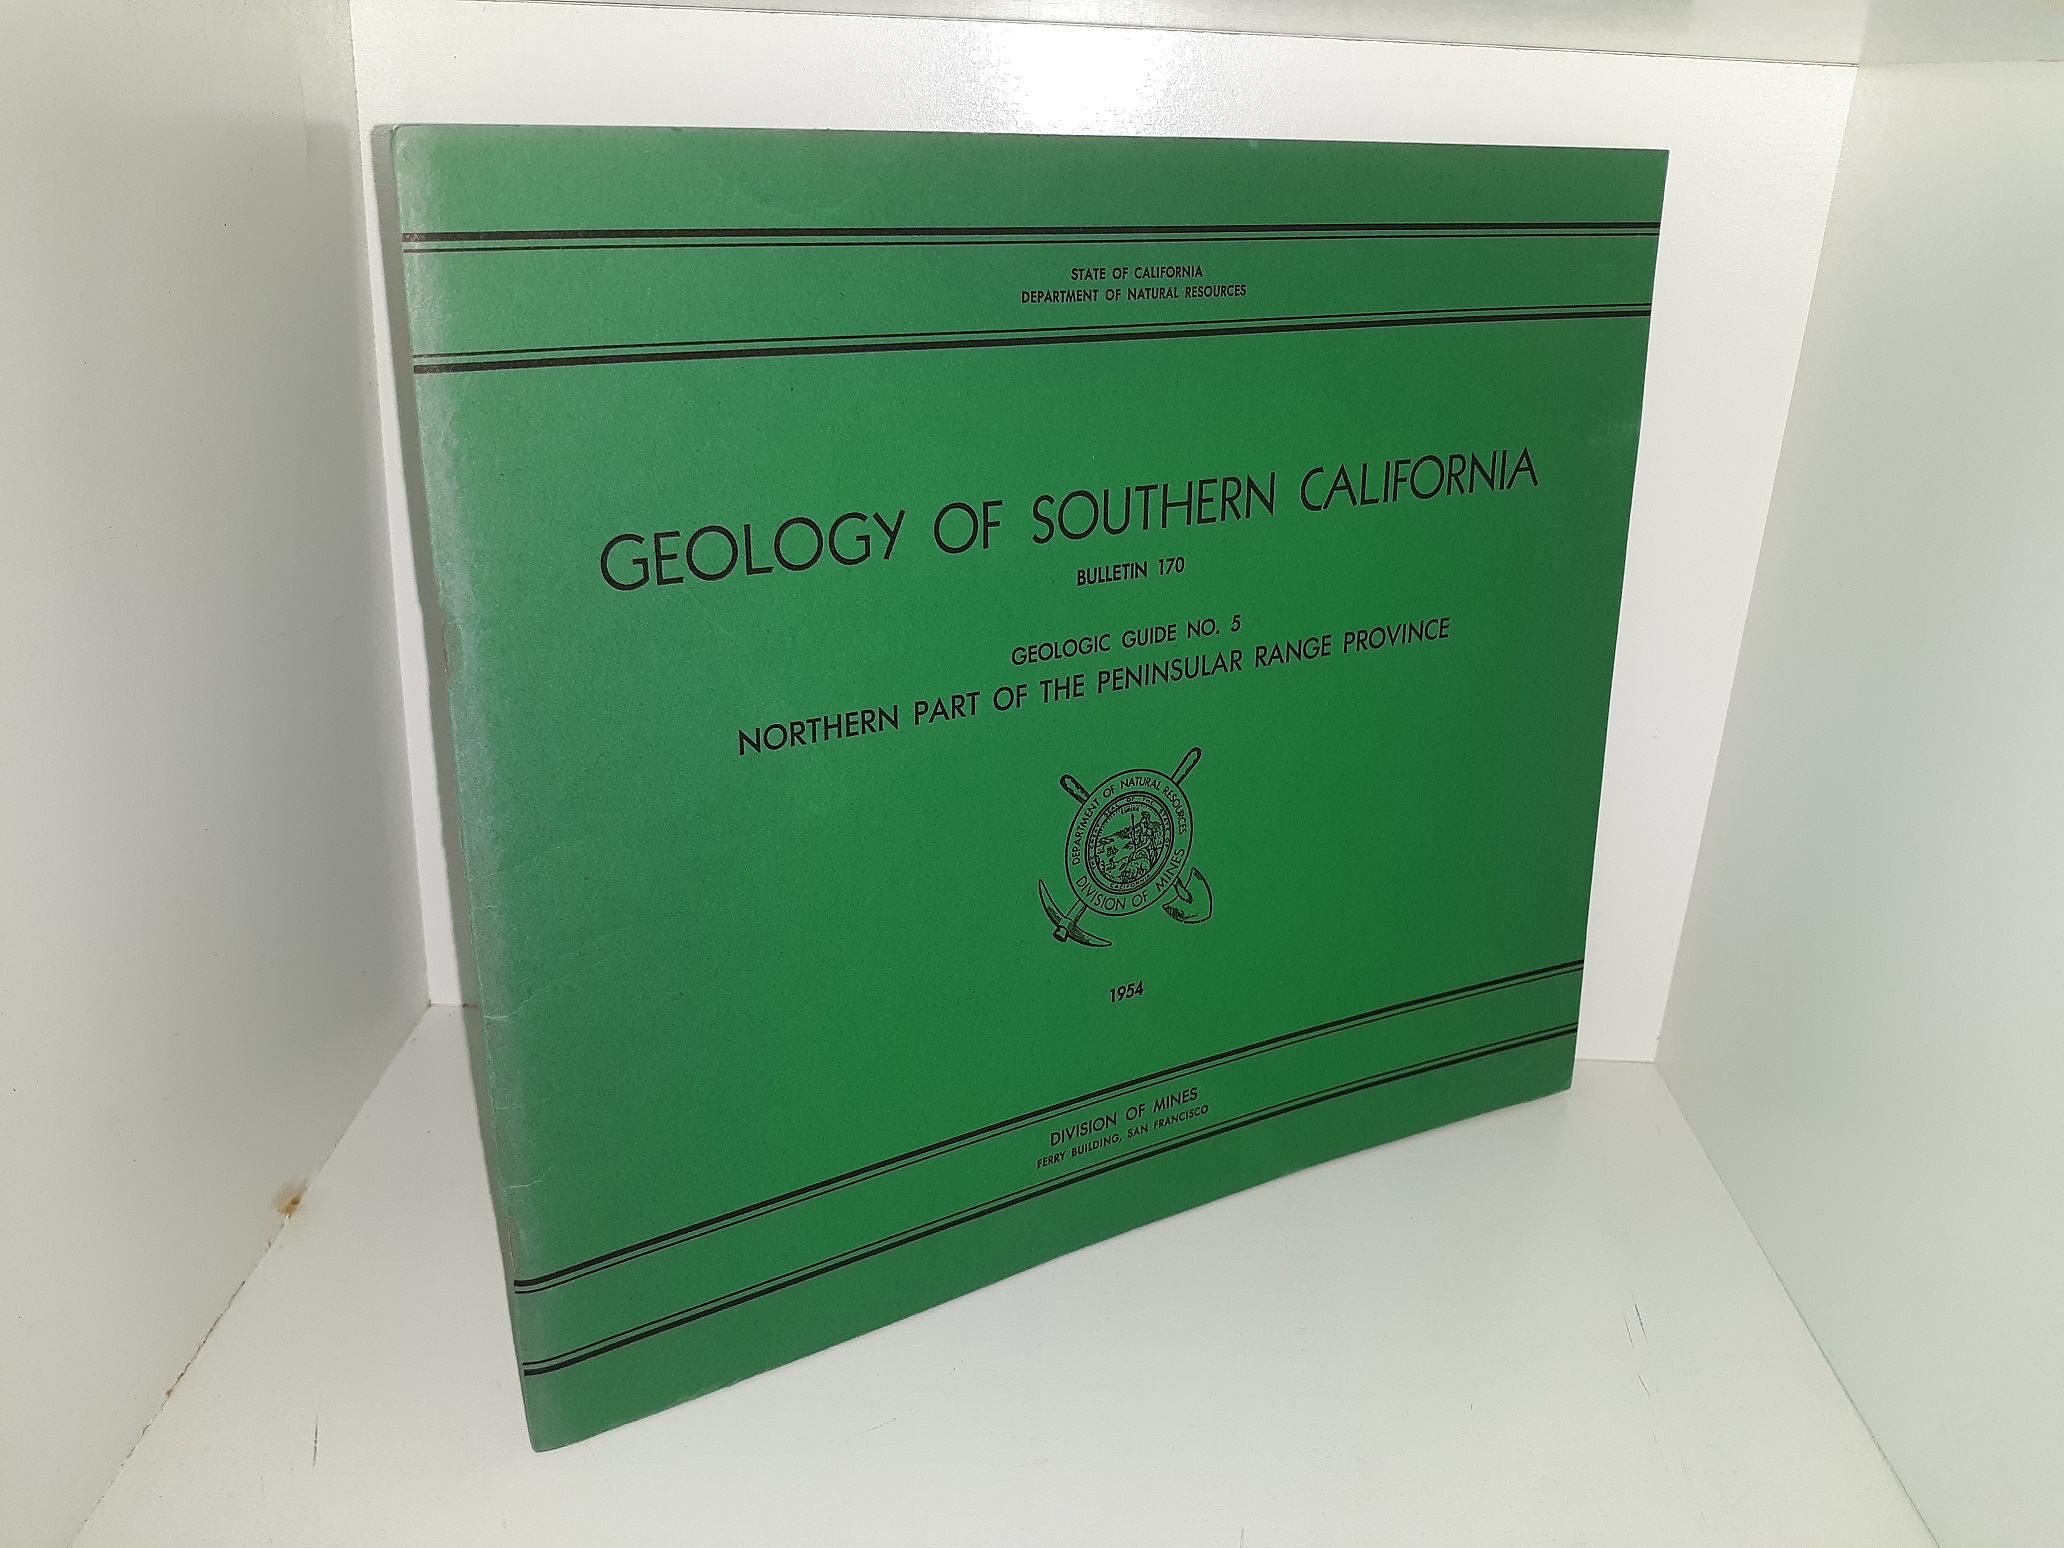 STATE OF CALIFORNIA
DEPARTMENT OF NATURAL RESOURCES
GEOLOGY OF SOUTHERN CALIFORNIA
BULLETIN 170
GEOLOGIC GUIDE NO. 5
NORTHERN PART OF THE PENINSULAR RANGE PROVINCE
DEPARTMENT OF NATURAL RESOURCES
DIVISION OF MINES
1954
DIVISION OF MINES
FERRY BUILDING, SAN FRANCISCO